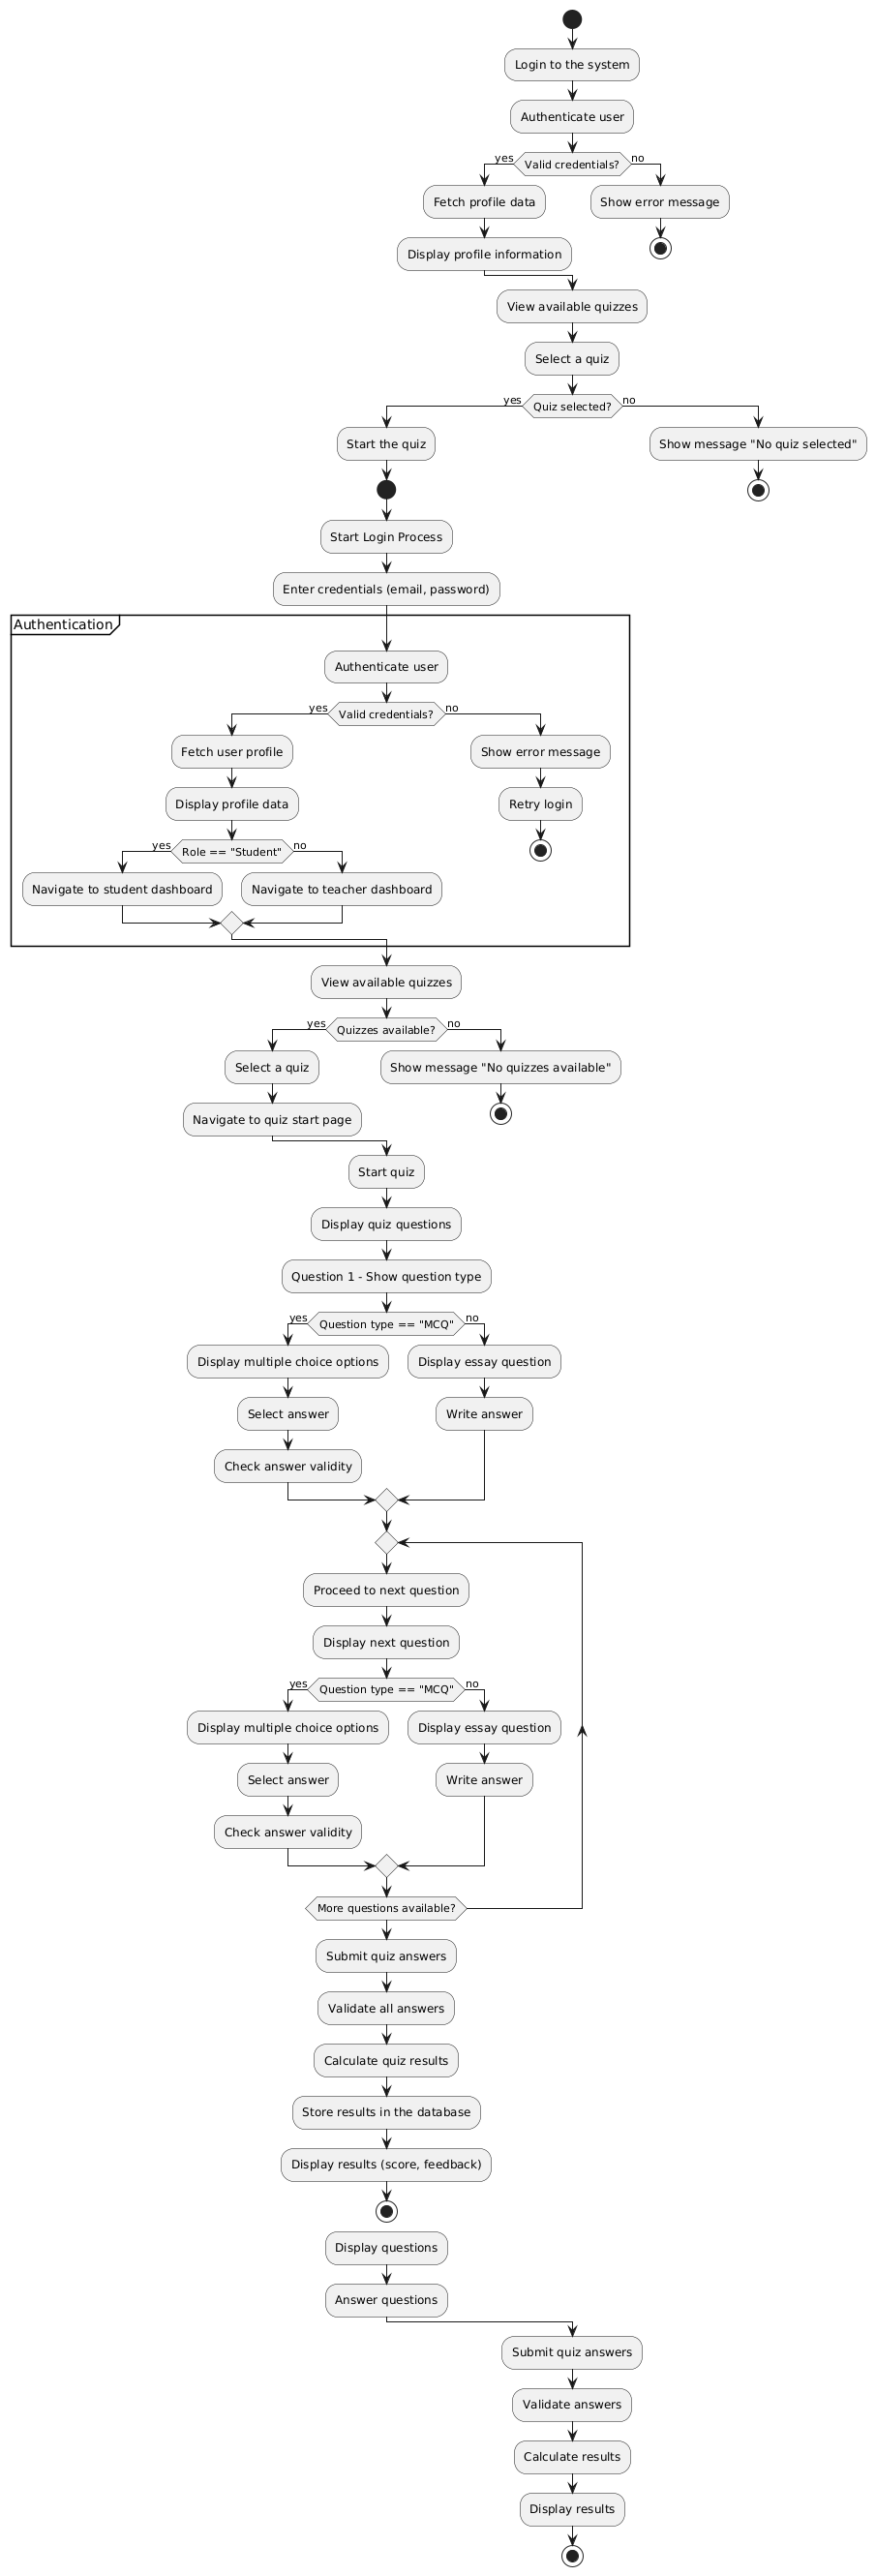 Login to the system
Authenticate user
yes
Valid credentials?
no
Fetch profile data
Show error message
Display profile information
View available quizzes
Select a quiz
yes
Quiz selected?
no
Start the quiz
Show message "No quiz selected"
Start Login Process
Enter credentials (email, password)
Authentication
Authenticate user
yes
Valid credentials?
no
Fetch user profile
Show error message
Display profile data
Retry login
yes
Role == "Student"
no
Navigate to student dashboard
Navigate to teacher dashboard
View available quizzes
yes
Quizzes available?
no
Select a quiz
Show message "No quizzes available"
Navigate to quiz start page
Start quiz
Display quiz questions
Question 1 - Show question type
yes
Question type == "MCQ"
no
Display multiple choice options
Display essay question
Select answer
Write answer
Check answer validity
Proceed to next question
Display next question
yes
Question type == "MCQ"
no
Display multiple choice options
Display essay question
Select answer
Write answer
Check answer validity
More questions available?
Submit quiz answers
Validate all answers
Calculate quiz results
Store results in the database
Display results (score, feedback)
Display questions
Answer questions
Submit quiz answers
Validate answers
Calculate results
Display results